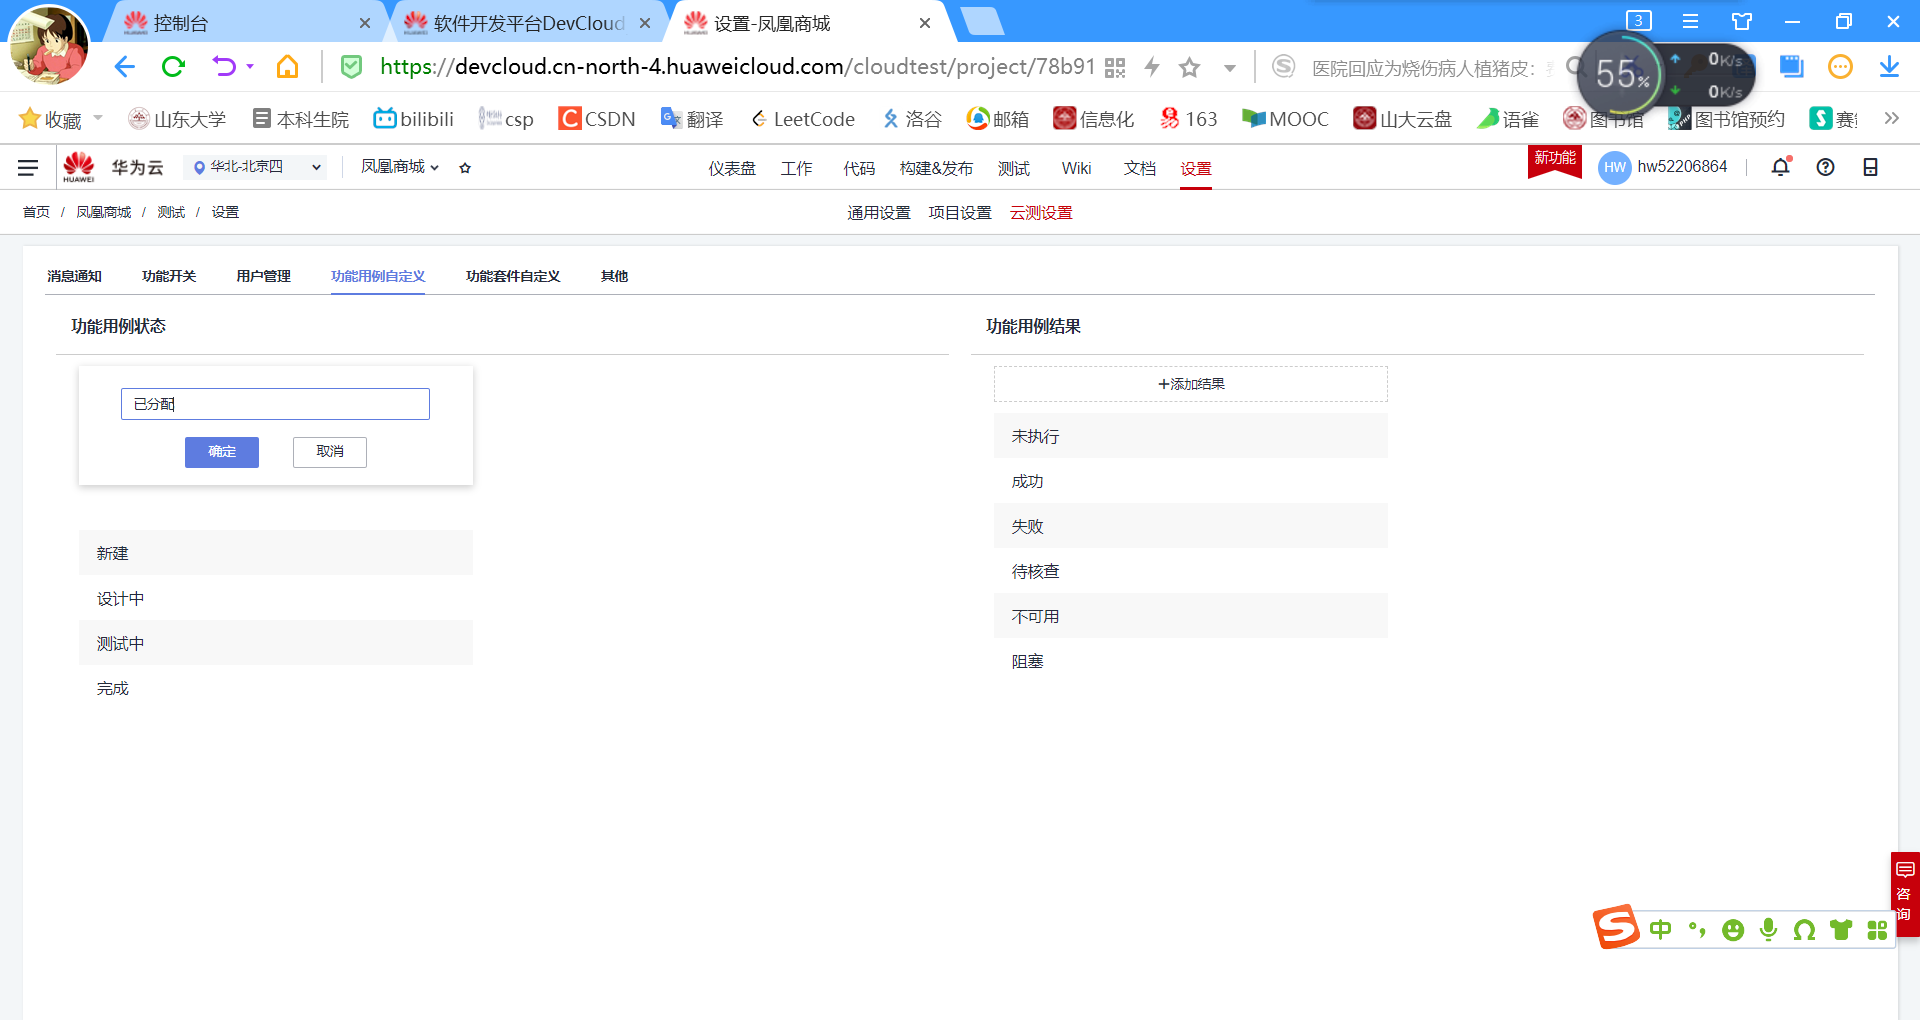 控制台
软件开发平台DevCloud
设置-凤凰商城
3
https://devcloud.cn-north-4.huaweicloud.com/cloudtest/project/78b91
医院回应为烧伤病人植猪皮：
55%
0K/s
0K/s
收藏
山东大学
本科生院
bilibili
csp
CSDN
翻译
LeetCode
洛谷
邮箱
信息化
163
MOOC
山大云盘
语雀
图书馆
图书馆预约
HUAWEI
华为云
华北-北京四
凤凰商城
仪表盘
工作
代码
构建&发布
测试
Wiki
文档
设置
新功能
HW
hw52206864
首页 / 凤凰商城 / 测试 / 设置
通用设置
项目设置
云测设置
消息通知
功能开关
用户管理
功能用例自定义
功能套件自定义
其他
功能用例状态
已分配
确定
取消
新建
设计中
测试中
完成
功能用例结果
+添加结果
未执行
成功
失败
待核查
不可用
阻塞
咨
询
中